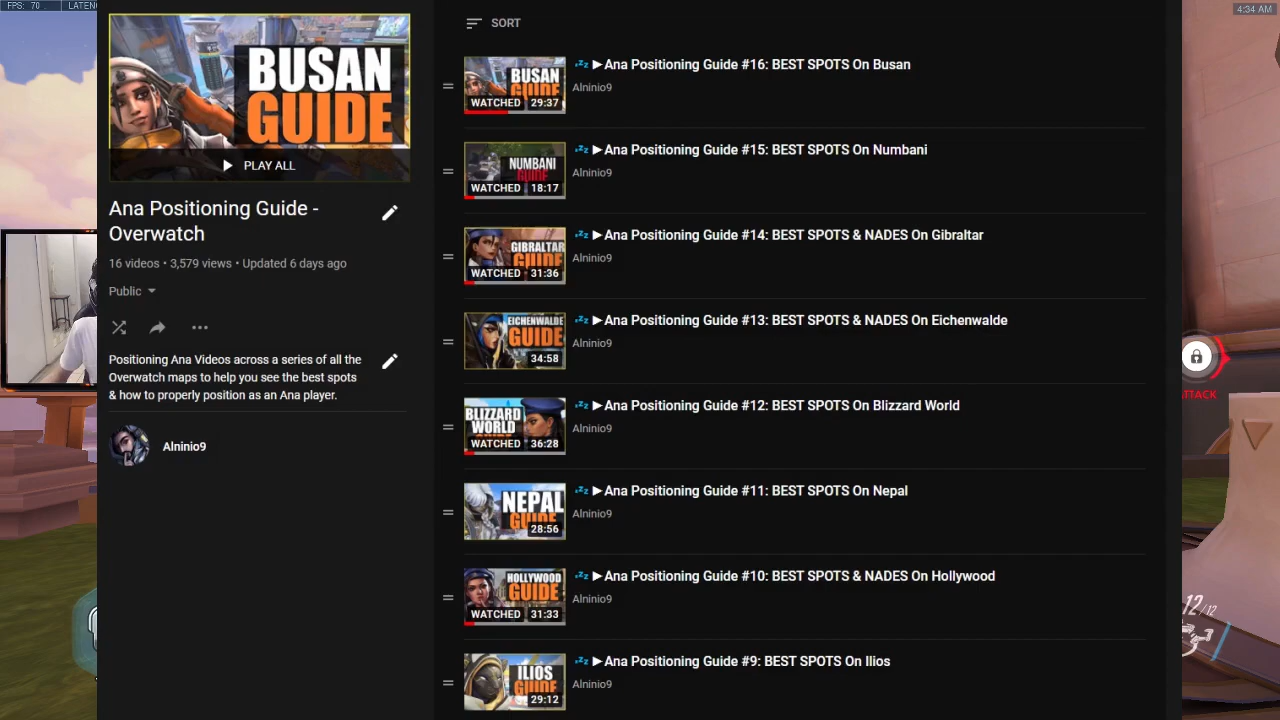 FPS: 70
LATEN
4:34 AM
BUSAN
GUIDE
PLAY ALL
Ana Positioning Guide -
Overwatch
16 videos • 3,579 views • Updated 6 days ago
Public
Positioning Ana Videos across a series of all the
Overwatch maps to help you see the best spots
& how to properly position as an Ana player.
Alninio9
SORT
BUSAN
GUIDE
WATCHED 29:37
💤 ▶Ana Positioning Guide #16: BEST SPOTS On Busan
Alninio9
NUMBANI
GUIDE
WATCHED 18:17
💤 ▶Ana Positioning Guide #15: BEST SPOTS On Numbani
Alninio9
GIBRALTAR
GUIDE
WATCHED 31:36
💤 ▶Ana Positioning Guide #14: BEST SPOTS & NADES On Gibraltar
Alninio9
EICHENWALDE
GUIDE
34:58
💤 ▶Ana Positioning Guide #13: BEST SPOTS & NADES On Eichenwalde
Alninio9
BLIZZARD
WORLD
WATCHED 36:28
💤 ▶Ana Positioning Guide #12: BEST SPOTS On Blizzard World
Alninio9
NEPAL
GUIDE
28:56
💤 ▶Ana Positioning Guide #11: BEST SPOTS On Nepal
Alninio9
HOLLYWOOD
GUIDE
WATCHED 31:33
💤 ▶Ana Positioning Guide #10: BEST SPOTS & NADES On Hollywood
Alninio9
ILIOS
GUIDE
29:12
💤 ▶Ana Positioning Guide #9: BEST SPOTS On Ilios
Alninio9
TTACK
12/12